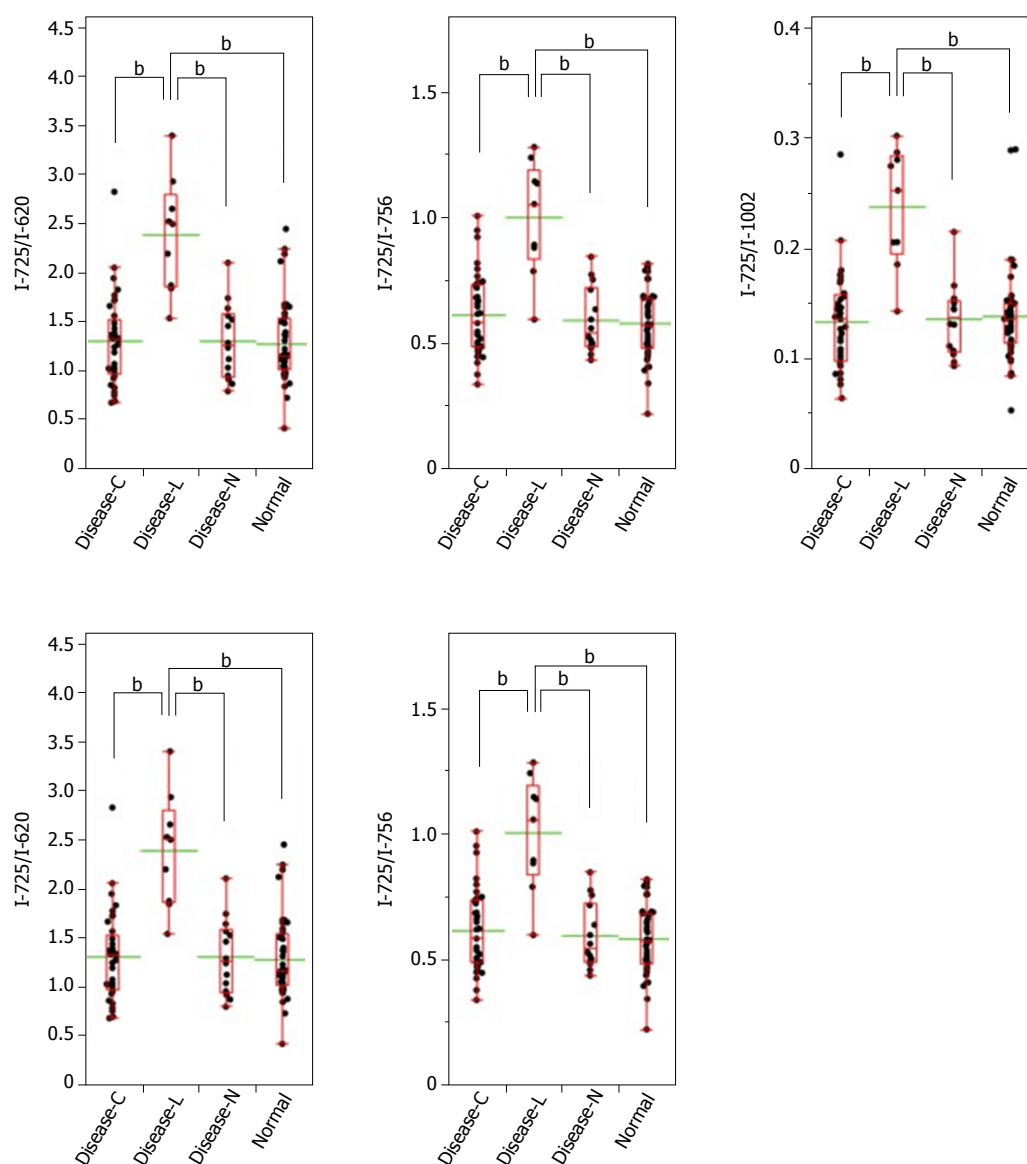 I-725/I-620
4.5
4.0
3.5
3.0
2.5
2.0
1.5
1.0
0.5
0
b
b
b
Disease-C
Disease-L
Disease-N
Normal
I-725/I-756
1.5
1.0
0.5
0
b
b
b
Disease-C
Disease-L
Disease-N
Normal
I-725/I-1002
0.4
0.3
0.2
0.1
0
b
b
b
Disease-C
Disease-L
Disease-N
Normal
I-725/I-620
4.5
4.0
3.5
3.0
2.5
2.0
1.5
1.0
0.5
0
b
b
b
Disease-C
Disease-L
Disease-N
Normal
I-725/I-756
1.5
1.0
0.5
0
b
b
b
Disease-C
Disease-L
Disease-N
Normal